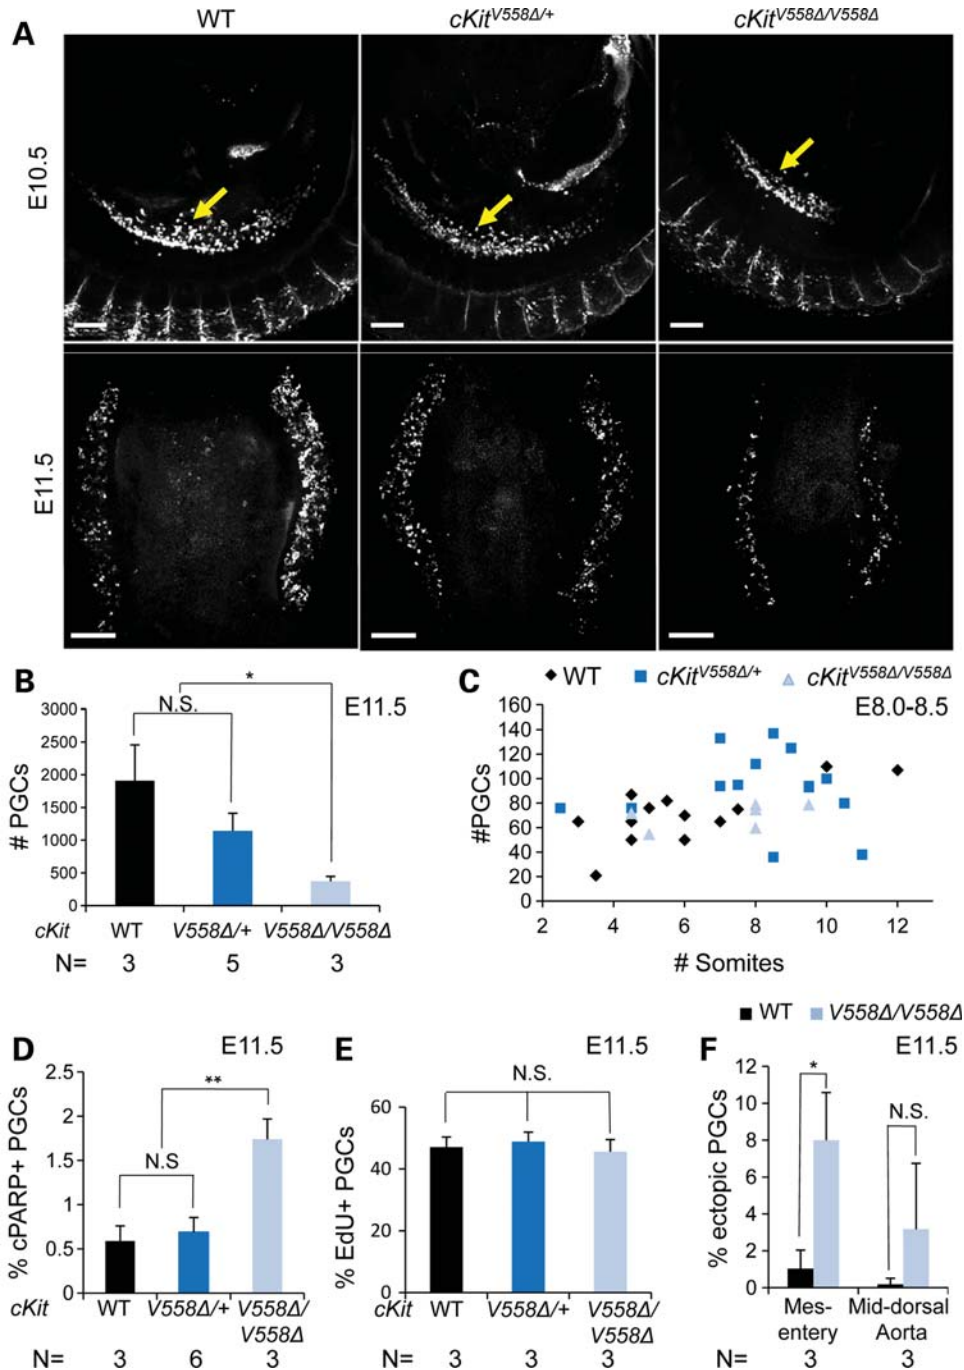 A
WT
cKitV558Δ/+
cKitV558Δ/V558Δ
E10.5
E11.5
B
E11.5
*
N.S.
# PGCs
3000
2500
2000
1500
1000
500
0
cKit WT V558Δ/+ V558Δ/V558Δ
N= 3 5 3
C
WT cKitV558Δ/+ cKitV558Δ/V558Δ
E8.0-8.5
#PGCs
160
140
120
100
80
60
40
20
0
2 4 6 8 10 12
# Somites
D
E11.5
**
N.S
% cPARP+ PGCs
2.5
2
1.5
1
0.5
0
cKit WT V558Δ/+ V558Δ/
V558Δ
N= 3 6 3
E
E11.5
N.S.
% EdU+ PGCs
60
40
20
0
cKit WT V558Δ/+ V558Δ/
V558Δ
N= 3 3 3
WT V558Δ/V558Δ
F
E11.5
*
N.S.
% ectopic PGCs
12
10
8
6
4
2
0
Mes- Mid-dorsal
entery Aorta
N= 3 3